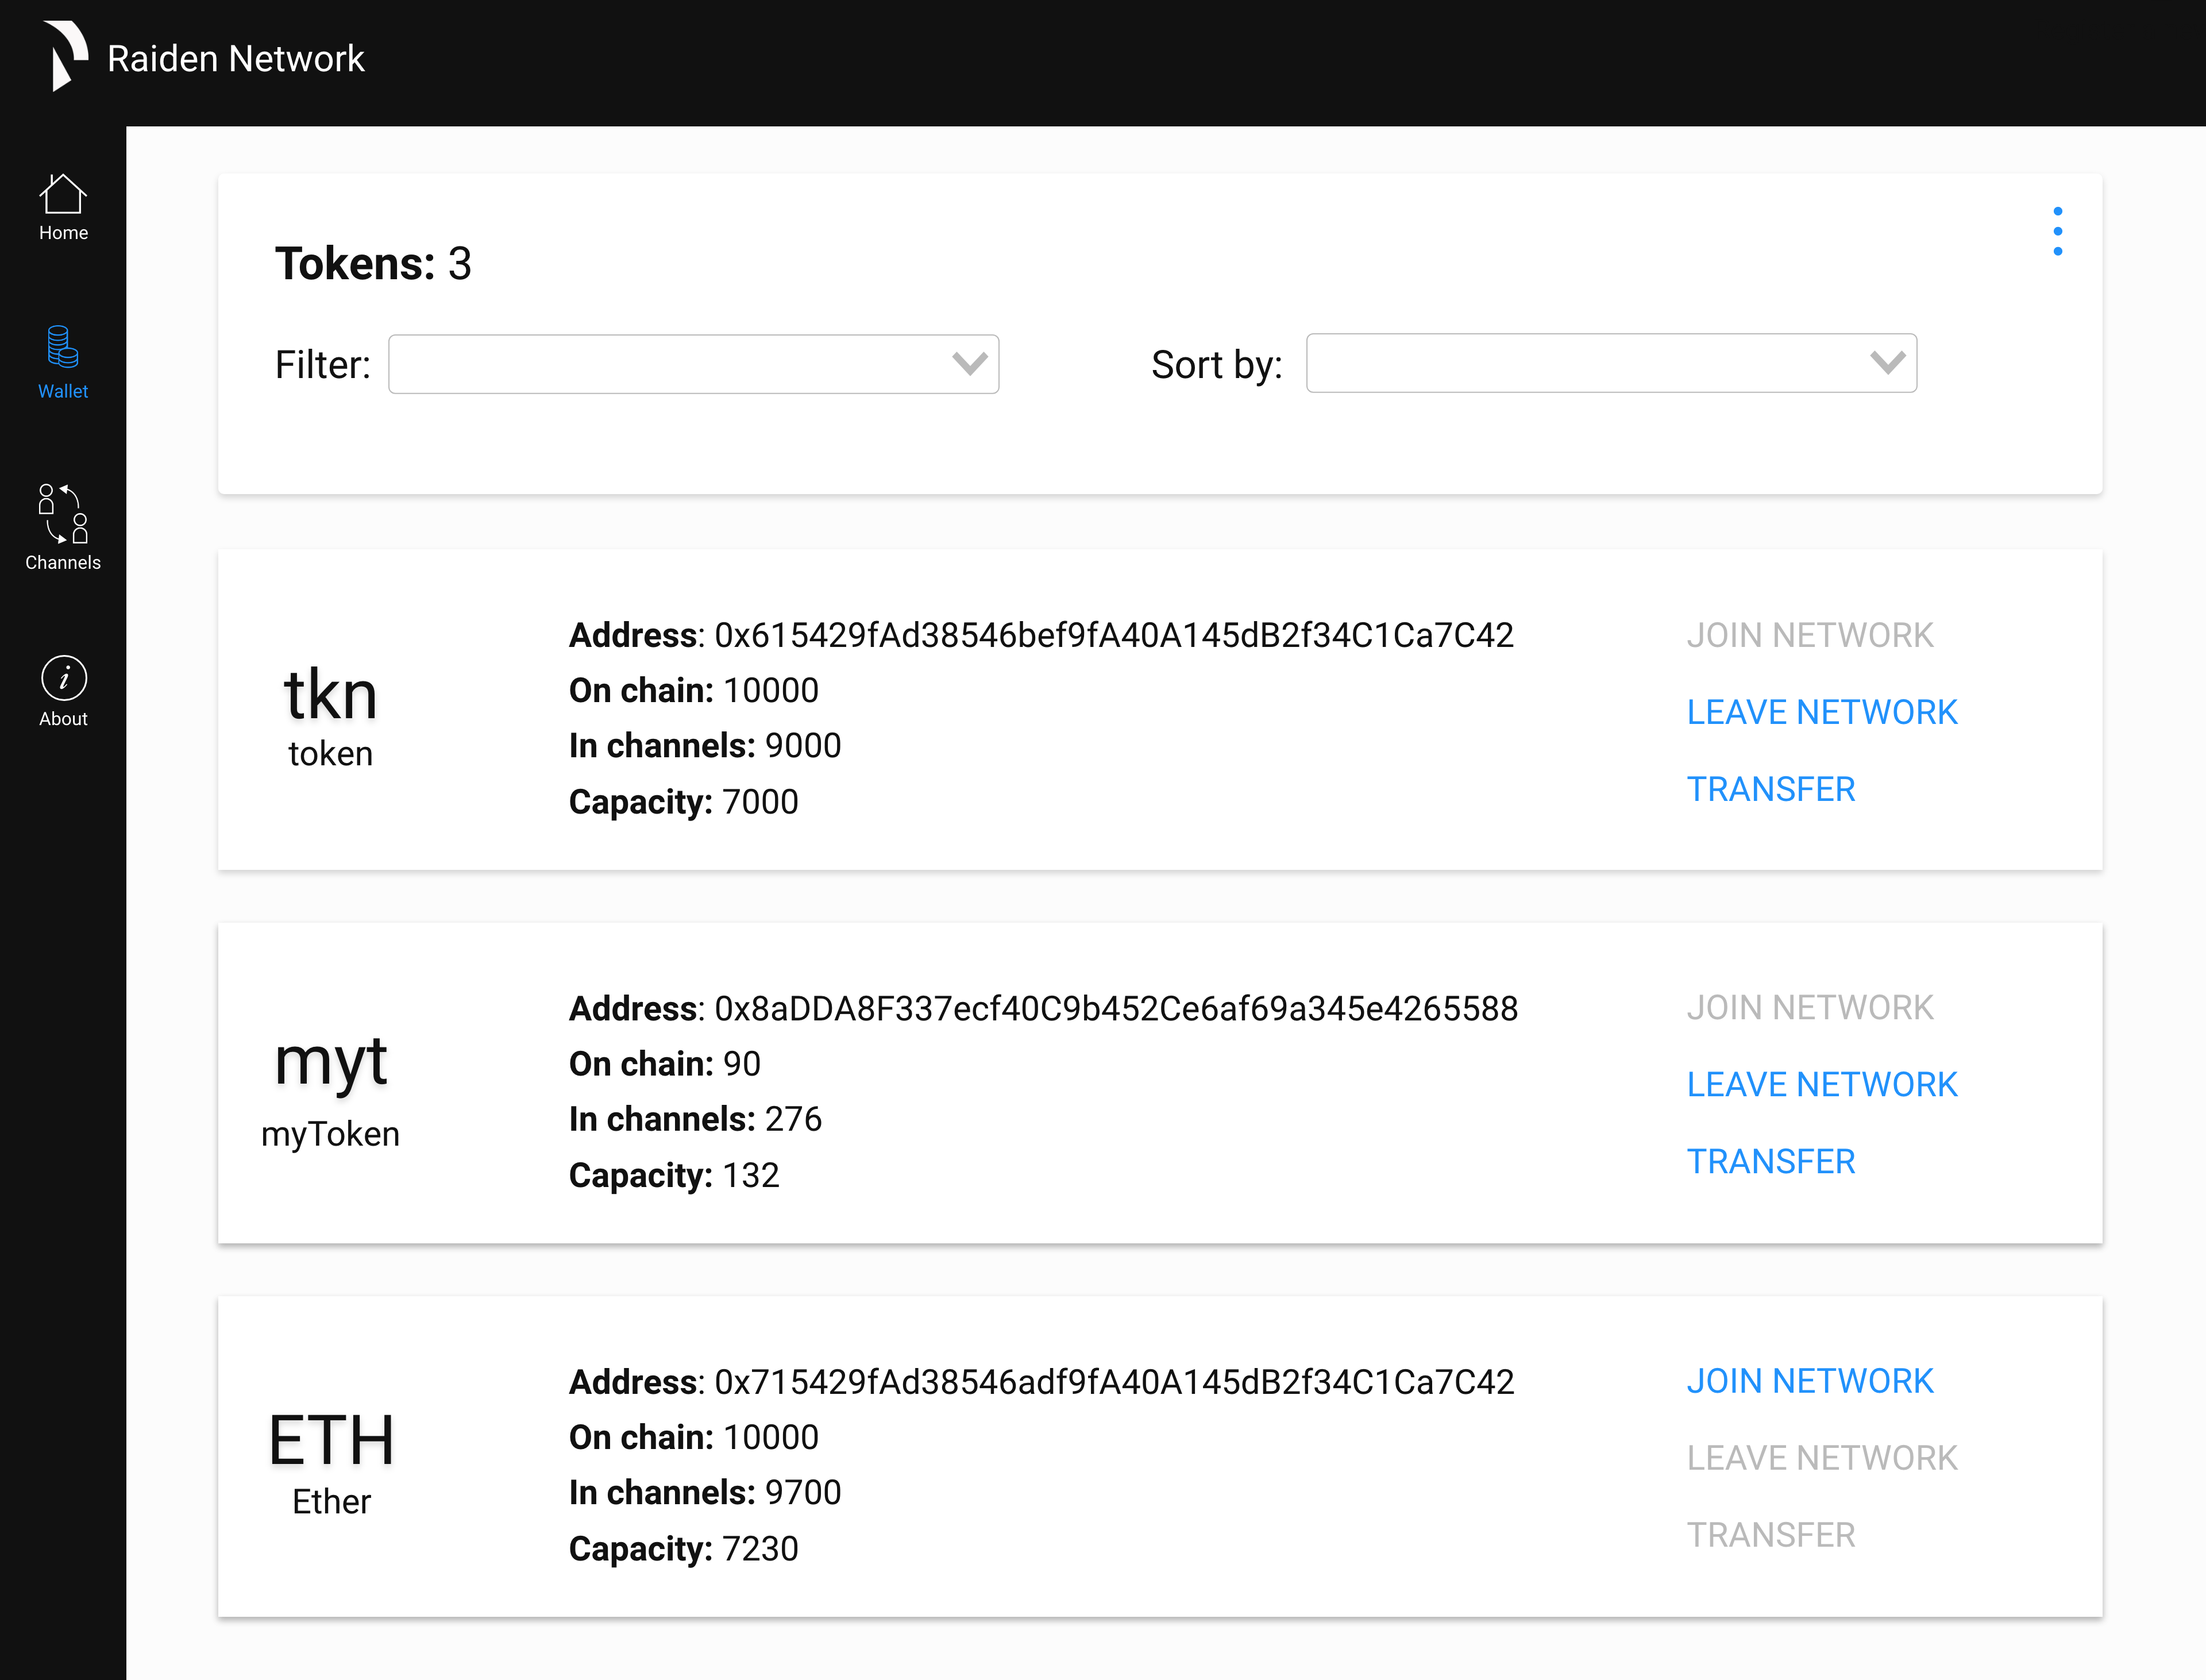 Raiden Network
Home
Wallet
Channels
About
Tokens: 3
Filter:
Sort by:
tkn
token
Address: 0x615429fAd38546bef9fA40A145dB2f34C1Ca7C42
On chain: 10000
In channels: 9000
Capacity: 7000
JOIN NETWORK
LEAVE NETWORK
TRANSFER
myt
myToken
Address: 0x8aDDA8F337ecf40C9b452Ce6af69a345e4265588
On chain: 90
In channels: 276
Capacity: 132
JOIN NETWORK
LEAVE NETWORK
TRANSFER
ETH
Ether
Address: 0x715429fAd38546adf9fA40A145dB2f34C1Ca7C42
On chain: 10000
In channels: 9700
Capacity: 7230
JOIN NETWORK
LEAVE NETWORK
TRANSFER